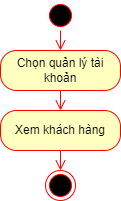 Chọn quản lý tài
khoản
Xem khách hàng